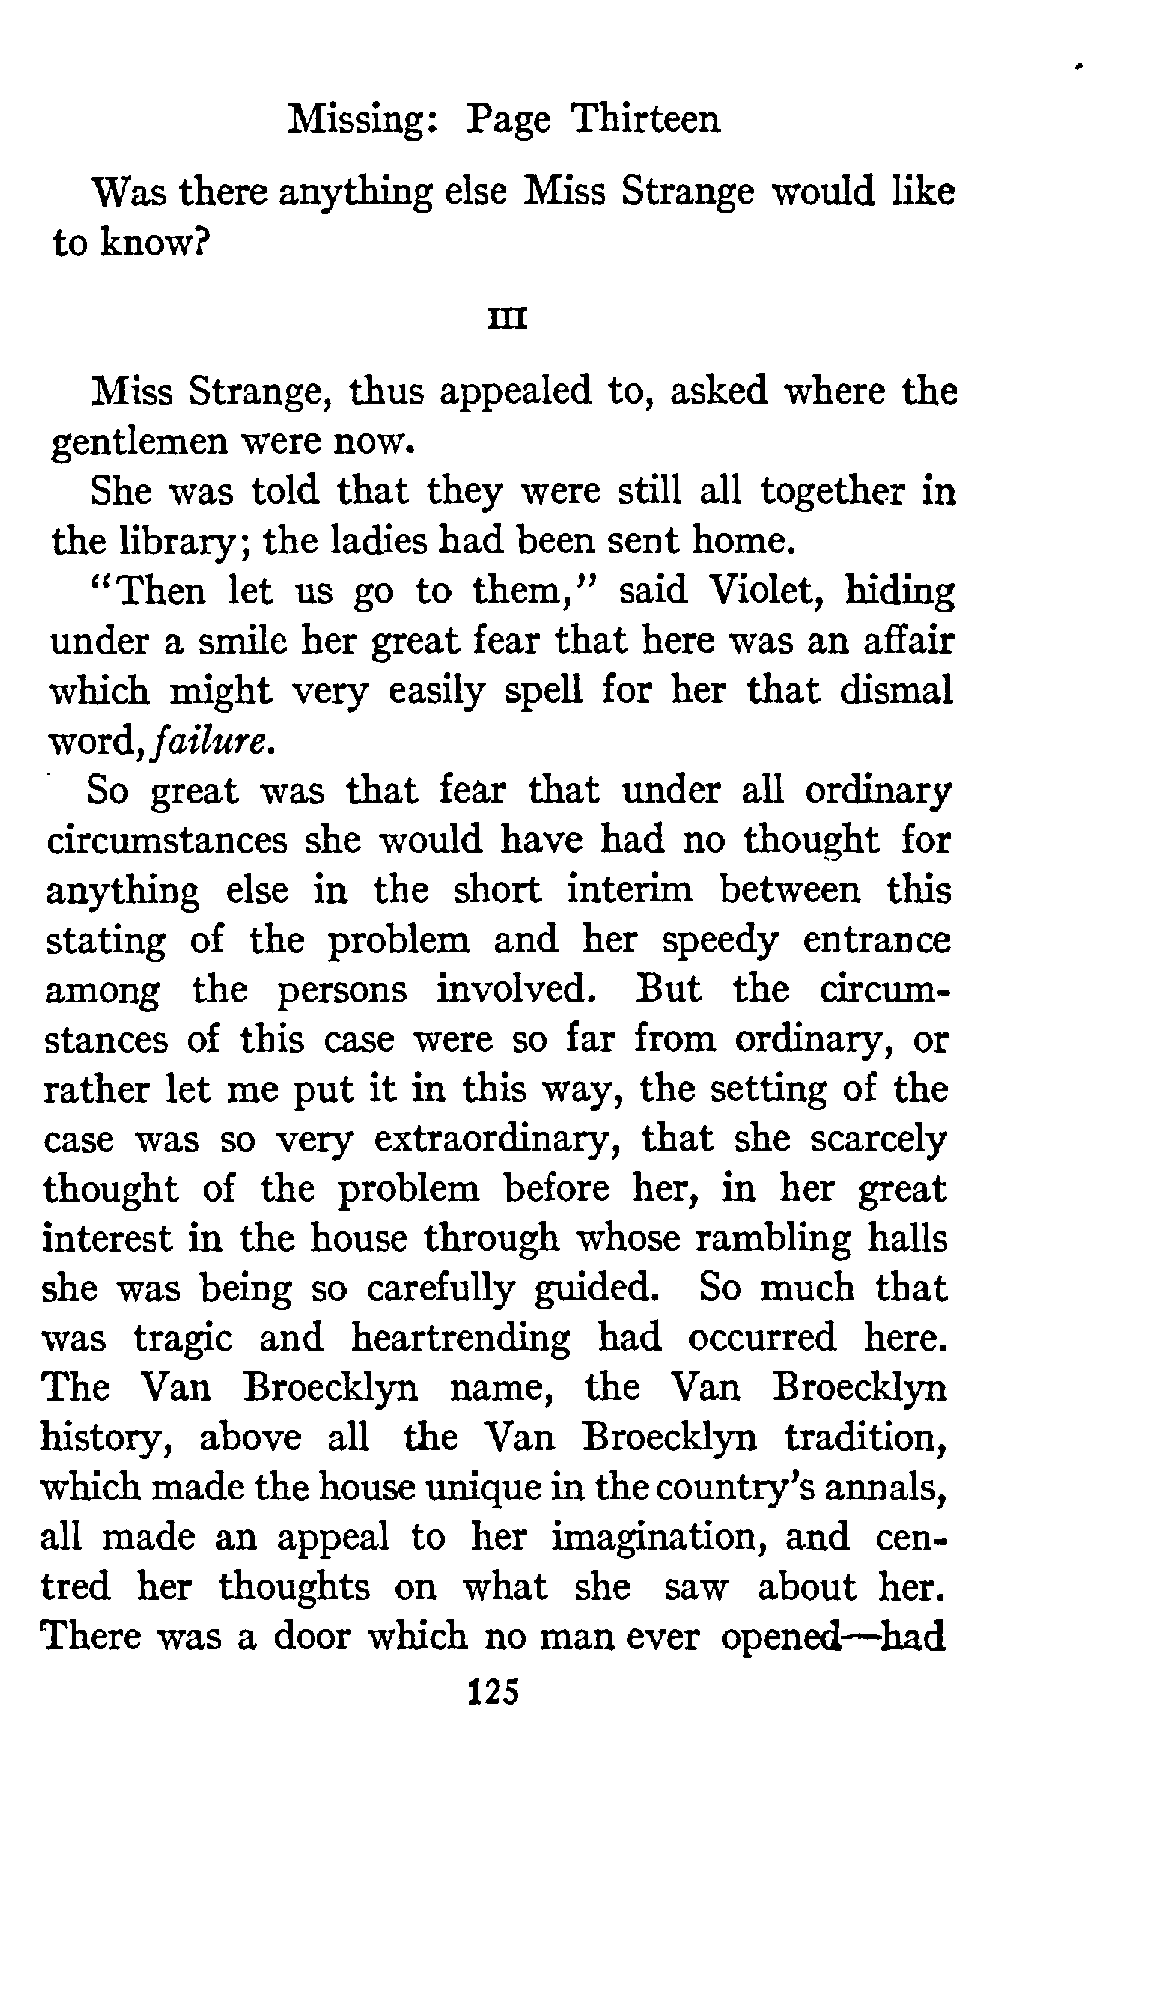 Missing: Page Thirteen
Was there anything else Miss Strange would like
to know?
III
Miss Strange, thus appealed to, asked where the
gentlemen were now.
She was told that they were still all together in
the library; the ladies had been sent home.
"Then let us go to them," said Violet, hiding
under a smile her great fear that here was an affair
which might very easily spell for her that dismal
word, failure.
So great was that fear that under all ordinary
circumstances she would have had no thought for
anything else in the short interim between this
stating of the problem and her speedy entrance
among the persons involved. But the circum-
stances of this case were so far from ordinary, or
rather let me put it in this way, the setting of the
case was so very extraordinary, that she scarcely
thought of the problem before her, in her great
interest in the house through whose rambling halls
she was being so carefully guided. So much that
was tragic and heartrending had occurred here.
The Van Broecklyn name, the Van Broecklyn
history, above all the Van Broecklyn tradition,
which made the house unique in the country's annals,
all made an appeal to her imagination, and cen-
tred her thoughts on what she saw about her.
There was a door which no man ever opened—had
125